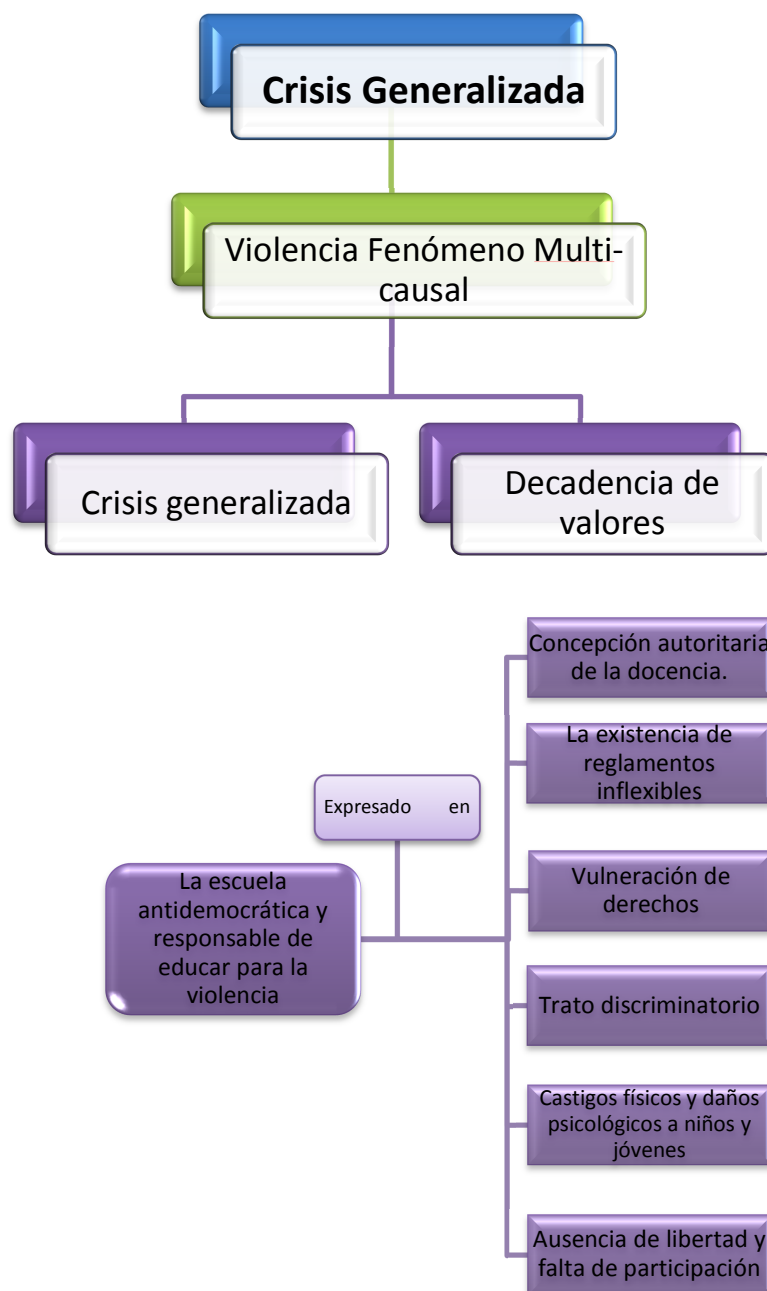 Crisis Generalizada
Violencia Fenómeno Multi-
causal
Crisis generalizada
Decadencia de
valores
Concepción autoritaria
de la docencia.
La existencia de
reglamentos
inflexibles
Expresado en
La escuela
antidemocrática y
responsable de
educar para la
violencia
Vulneración de
derechos
Trato discriminatorio
Castigos físicos y daños
psicológicos a niños y
jóvenes
Ausencia de libertad y
falta de participación